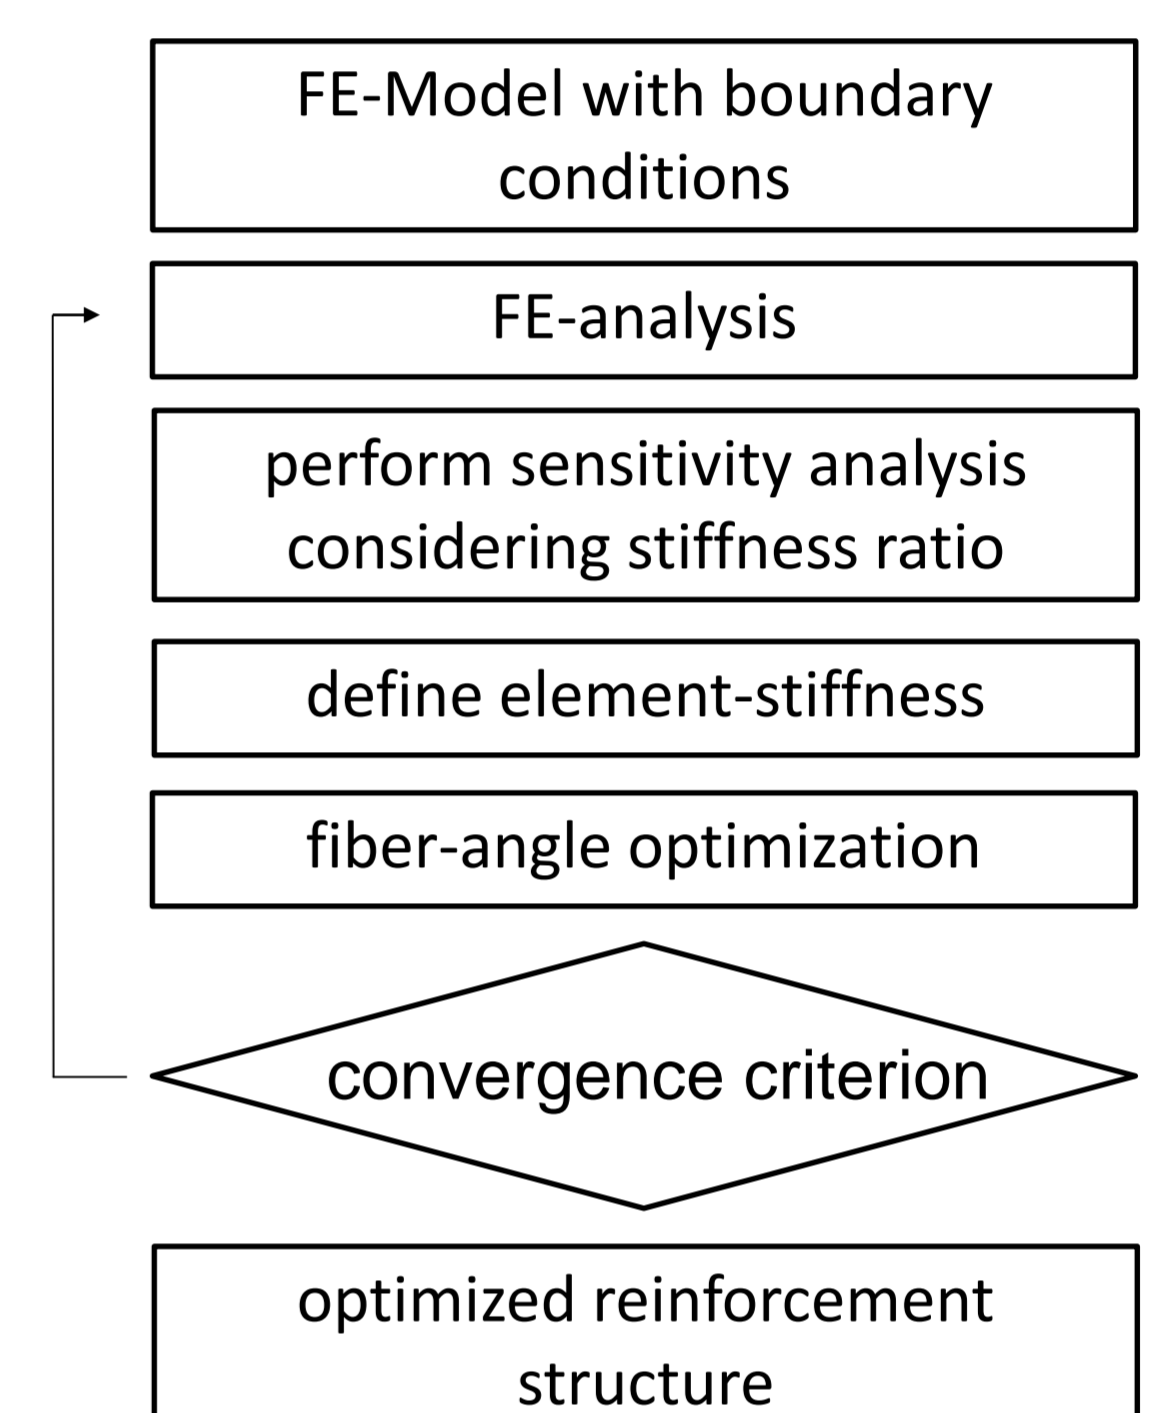 FE-Model with boundary
conditions
FE-analysis
perform sensitivity analysis
considering stiffness ratio
define element-stiffness
fiber-angle optimization
convergence criterion
optimized reinforcement
structure